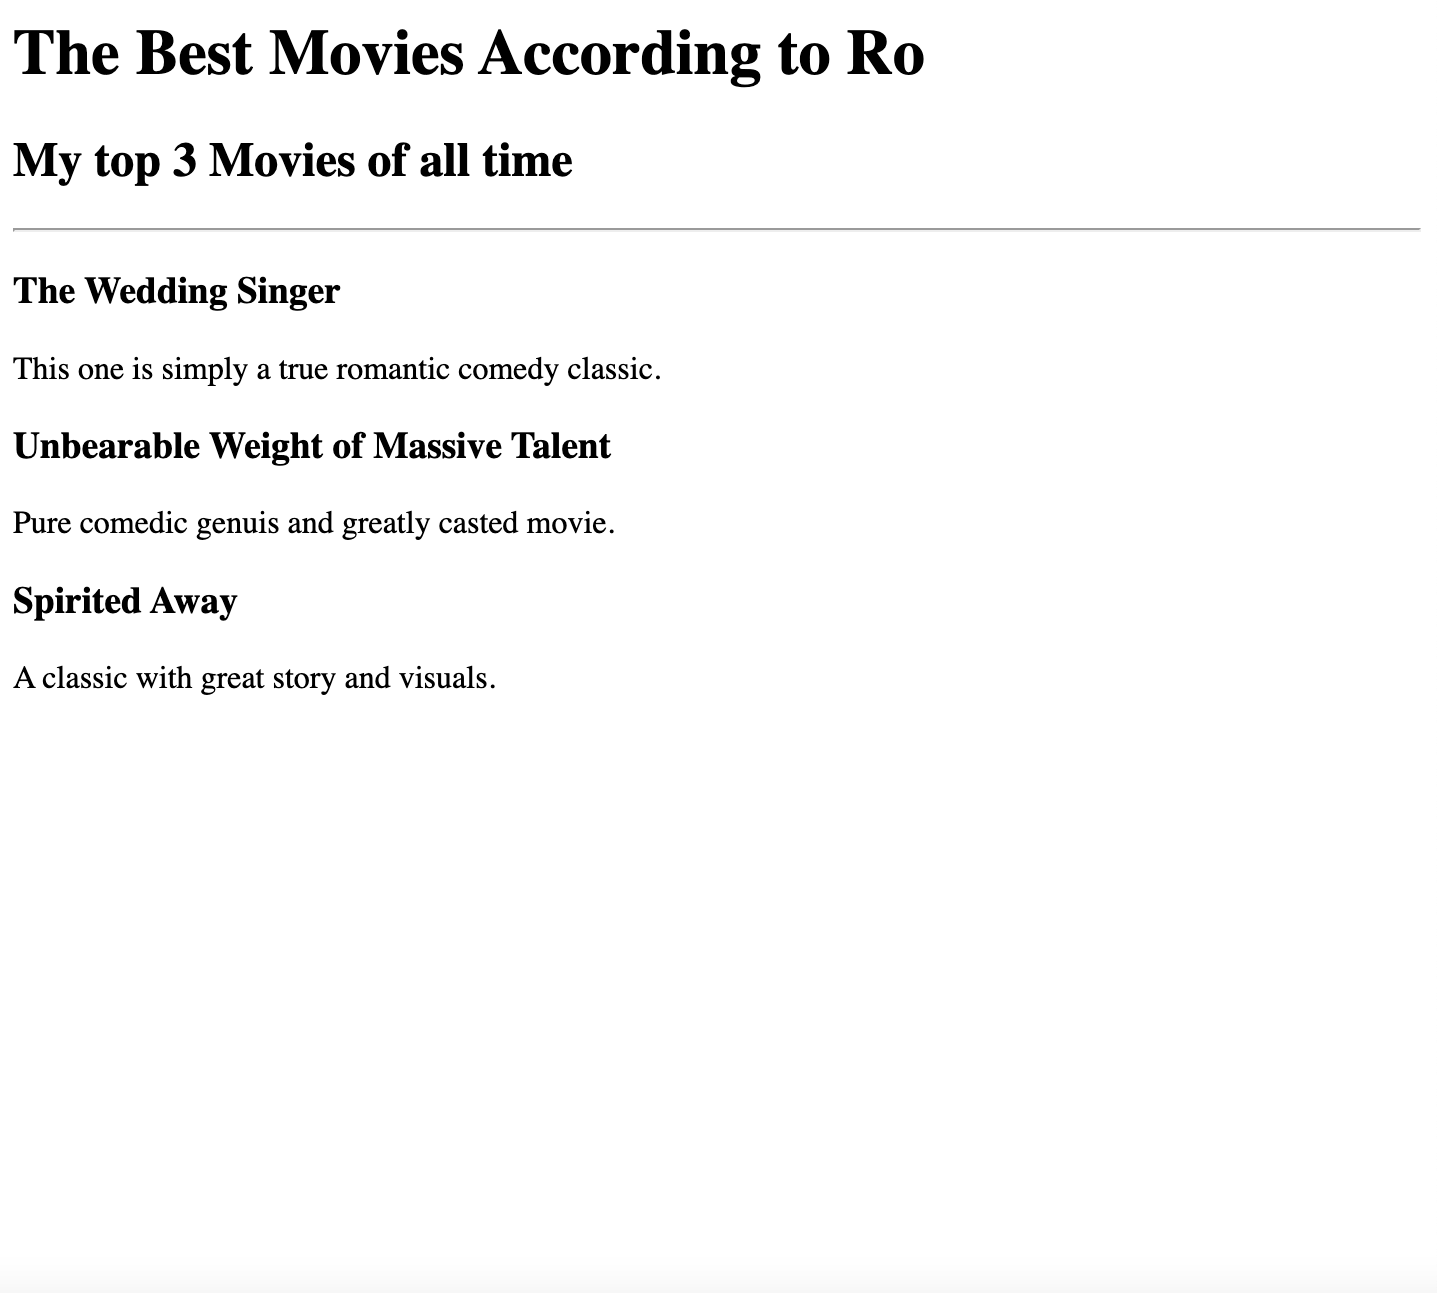 The Best Movies According to Ro
My top 3 Movies of all time
The Wedding Singer
This one is simply a true romantic comedy classic.
Unbearable Weight of Massive Talent
Pure comedic genuis and greatly casted movie.
Spirited Away
A classic with great story and visuals.